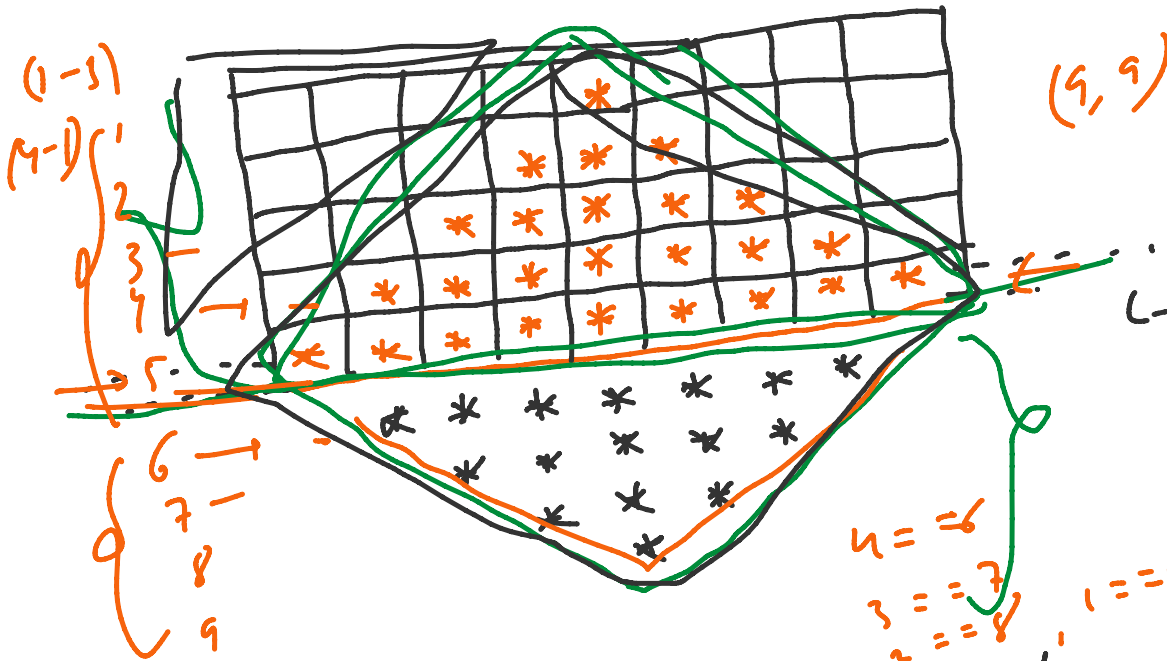 (1-5)
(4-1)
(9, 9)
1
2
3 -
4
5
6
7 -
8
9
4 = = 6
3 = = 7
2 = = 8
1 = =
*
* * *
* * * * *
* * * * * * *
* * * * * * * * *
* * * * * * *
* * * * *
* * *
*